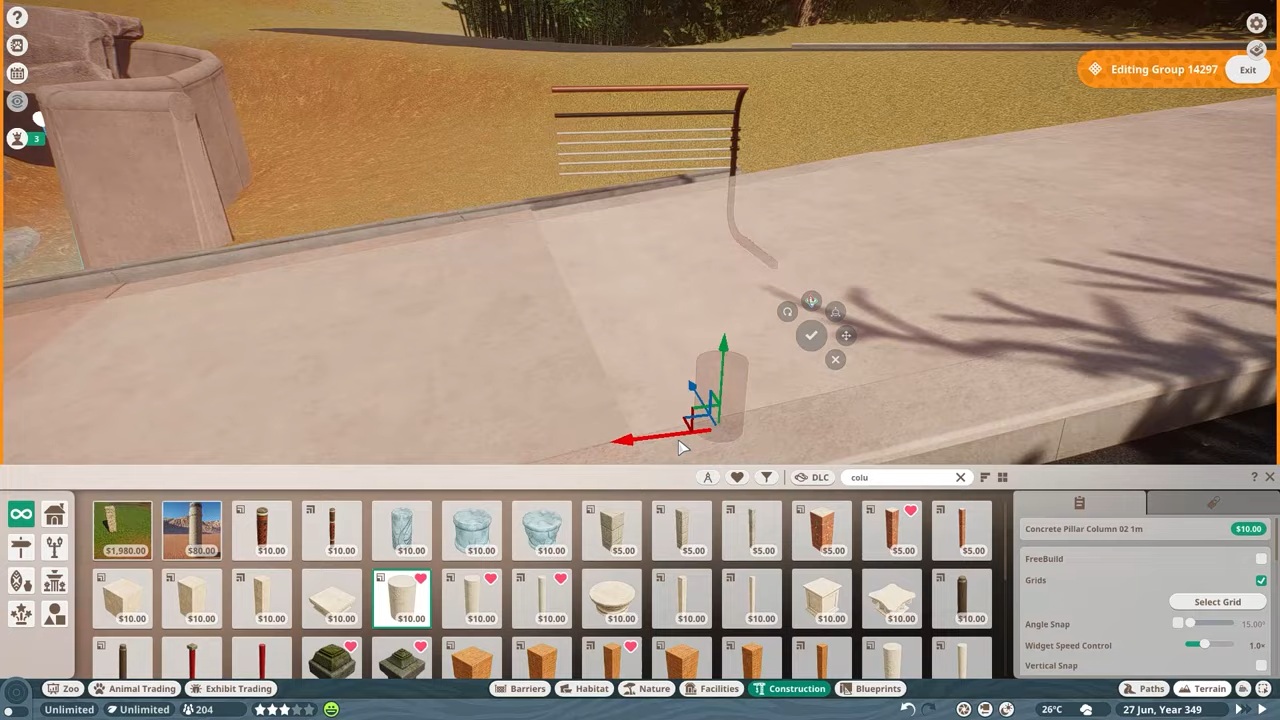 ?
Editing Group 14297
Exit
3
DLC
colu
?
$1,980.00
$80.00
$10.00
$10.00
$10.00
$10.00
$10.00
$5.00
$5.00
$5.00
$5.00
$5.00
$5.00
$10.00
$10.00
$10.00
$10.00
$10.00
$10.00
$10.00
$10.00
$10.00
$10.00
$10.00
$10.00
$10.00
Concrete Pillar Column 02 1m
$10.00
FreeBuild
Grids
Select Grid
Angle Snap
15.00°
Widget Speed Control
1.0×
Vertical Snap
Zoo
Animal Trading
Exhibit Trading
Barriers
Habitat
Nature
Facilities
Construction
Blueprints
Paths
Terrain
Unlimited
Unlimited
204
26°C
27 Jun, Year 349